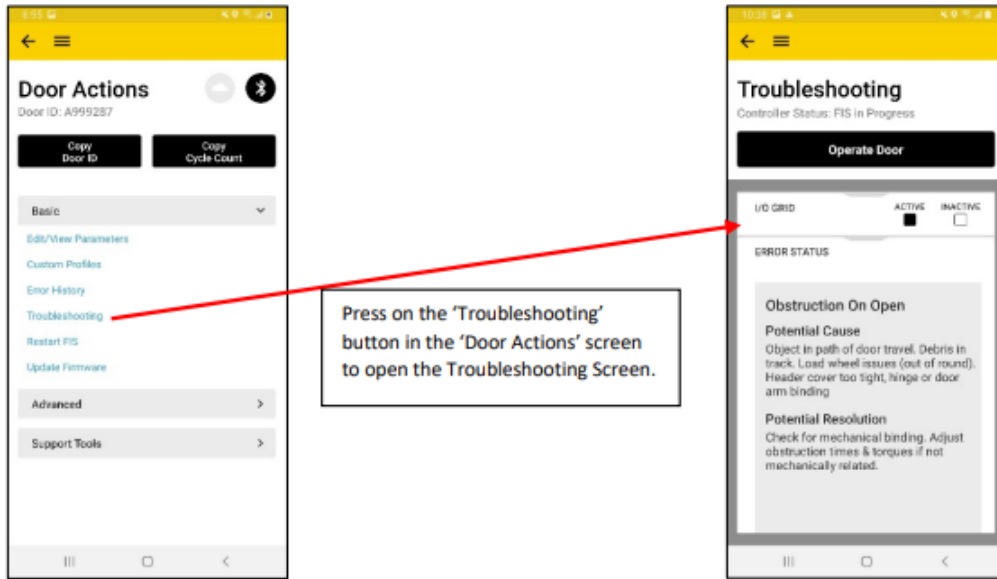 8:55
Door Actions
Door ID: A999287
Copy
Door ID
Copy
Cycle Count
Basic
Edit/View Parameters
Custom Profiles
Error History
Troubleshooting
Restart FIS
Update Firmware
Advanced
Support Tools
Press on the ‘Troubleshooting’
button in the ‘Door Actions’ screen
to open the Troubleshooting Screen.
10:38
Troubleshooting
Controller Status: FIS in Progress
Operate Door
I/O GRID
ACTIVE
INACTIVE
ERROR STATUS
Obstruction On Open
Potential Cause
Object in path of door travel. Debris in
track. Load wheel issues (out of round).
Header cover too tight, hinge or door
arm binding
Potential Resolution
Check for mechanical binding. Adjust
obstruction times & torques if not
mechanically related.